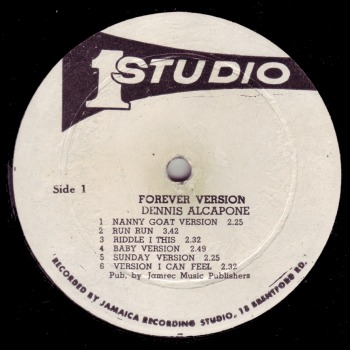 1 STUDIO
Side 1
FOREVER VERSION
DENNIS ALCAPONE
1 NANNY GOAT VERSION 2.25
2 RUN RUN 3.42
3 RIDDLE I THIS 2.32
4 BABY VERSION 2.49
5 SUNDAY VERSION 2.25
6 VERSION I CAN FEEL 2.32
Pub. by Jamrec Music Publishers
RECORDED BY JAMAICA RECORDING STUDIO, 13 BRENTFORD RD.